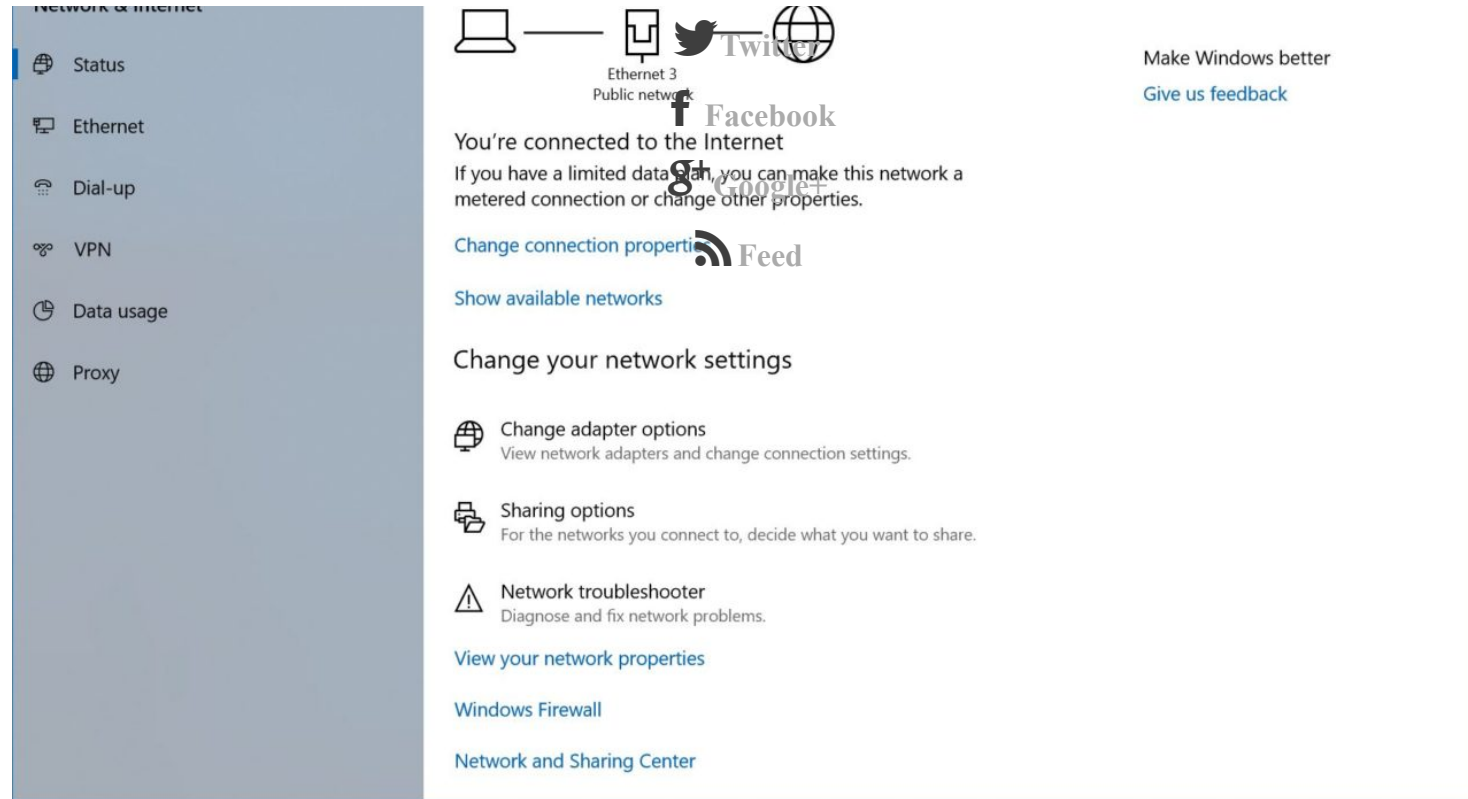 Network & Internet
Status
Ethernet
Dial-up
VPN
Data usage
Proxy
Twitter
Ethernet 3
Public network
Facebook
You're connected to the Internet
If you have a limited data plan, you can make this network a
metered connection or change other properties.
Google+
Change connection properties
Feed
Show available networks
Change your network settings
Change adapter options
View network adapters and change connection settings.
Sharing options
For the networks you connect to, decide what you want to share.
Network troubleshooter
Diagnose and fix network problems.
View your network properties
Windows Firewall
Network and Sharing Center
Make Windows better
Give us feedback